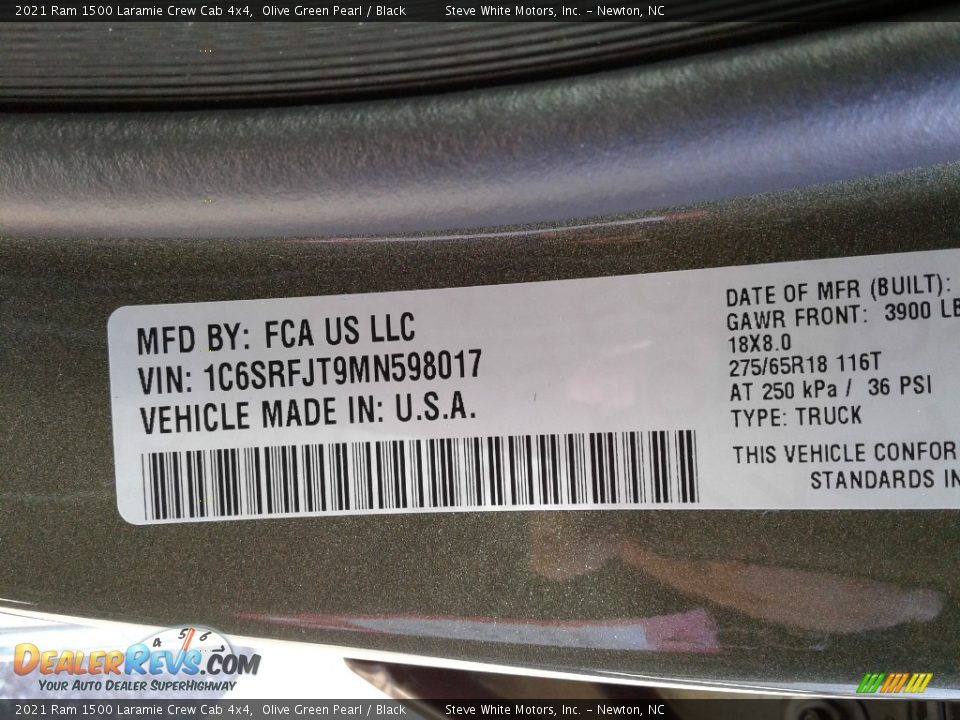 2021 Ram 1500 Laramie Crew Cab 4x4, Olive Green Pearl / Black Steve White Motors, Inc. - Newton, NC
MFD BY: FCA US LLC
VIN: 1C6SRFJT9MN598017
VEHICLE MADE IN: U.S.A.
DATE OF MFR (BUILT):
GAWR FRONT: 3900 LB
18X8.0
275/65R18 116T
AT 250 kPa / 36 PSI
TYPE: TRUCK
THIS VEHICLE CONFOR
STANDARDS IN
4 5 6
DealerRevs.com
Your Auto Dealer SuperHighway
2021 Ram 1500 Laramie Crew Cab 4x4, Olive Green Pearl / Black Steve White Motors, Inc. - Newton, NC